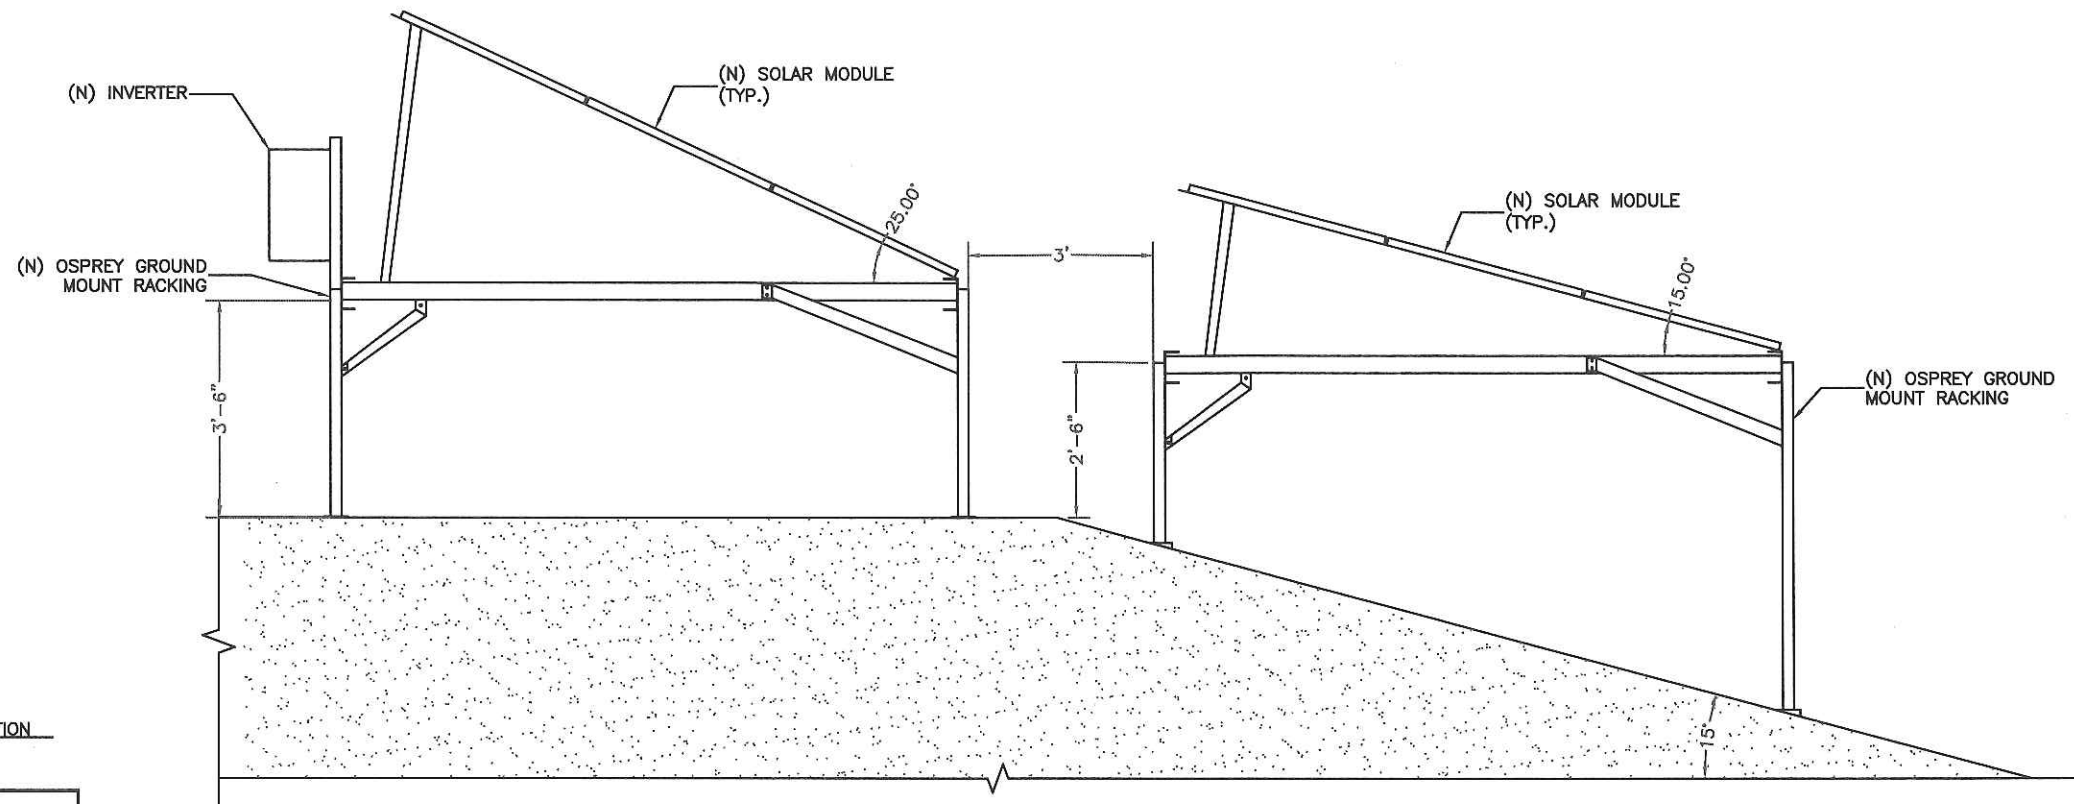 (N) INVERTER
(N) SOLAR MODULE
(TYP.)
25.00°
(N) OSPREY GROUND
MOUNT RACKING
3'
3'-6"
(N) SOLAR MODULE
(TYP.)
15.00°
2'-6"
(N) OSPREY GROUND
MOUNT RACKING
15°
TION